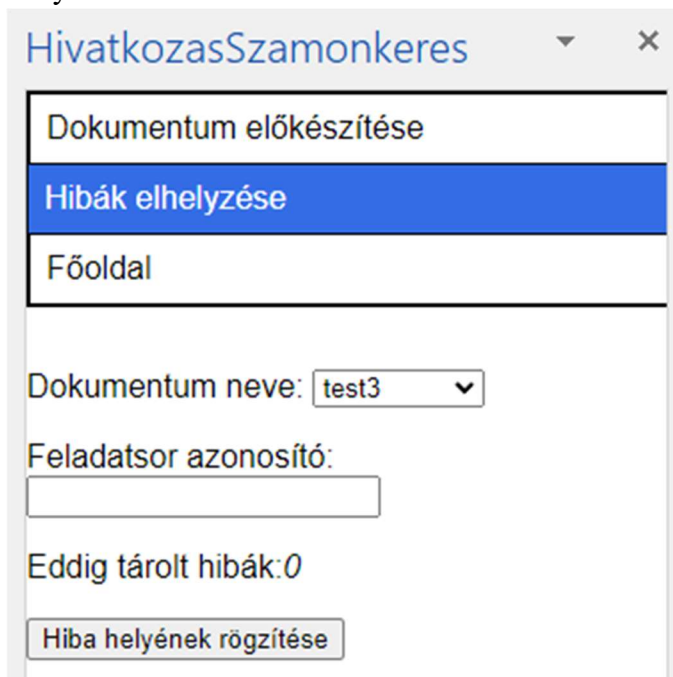 HivatkozasSzamonkeres
Dokumentum előkészítése
Hibák elhelyzése
Főoldal
Dokumentum neve: test3
Feladatsor azonosító:
Eddig tárolt hibák:0
Hiba helyének rögzítése